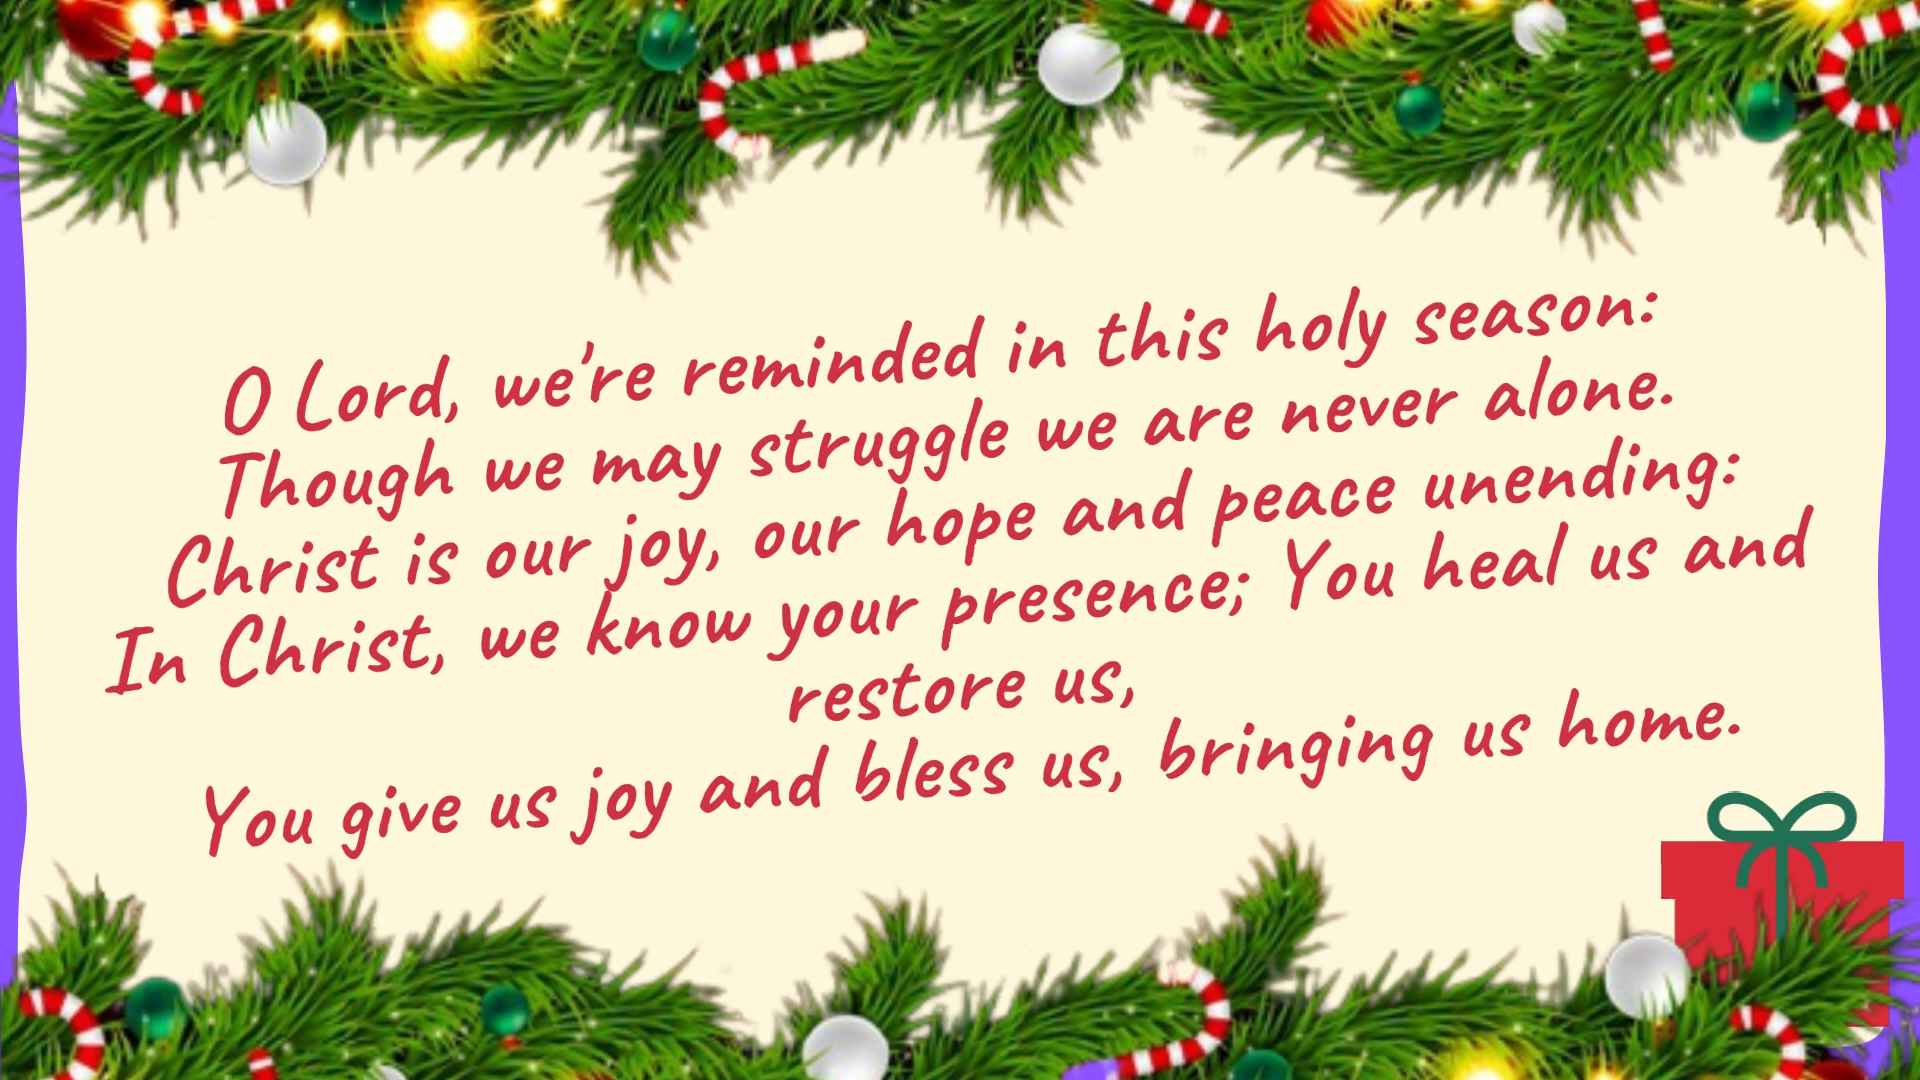 O Lord, we're reminded in this holy season:
Though we may struggle we are never alone.
Christ is our joy, our hope and peace unending:
In Christ, we know your presence; You heal us and
restore us,
You give us joy and bless us, bringing us home.